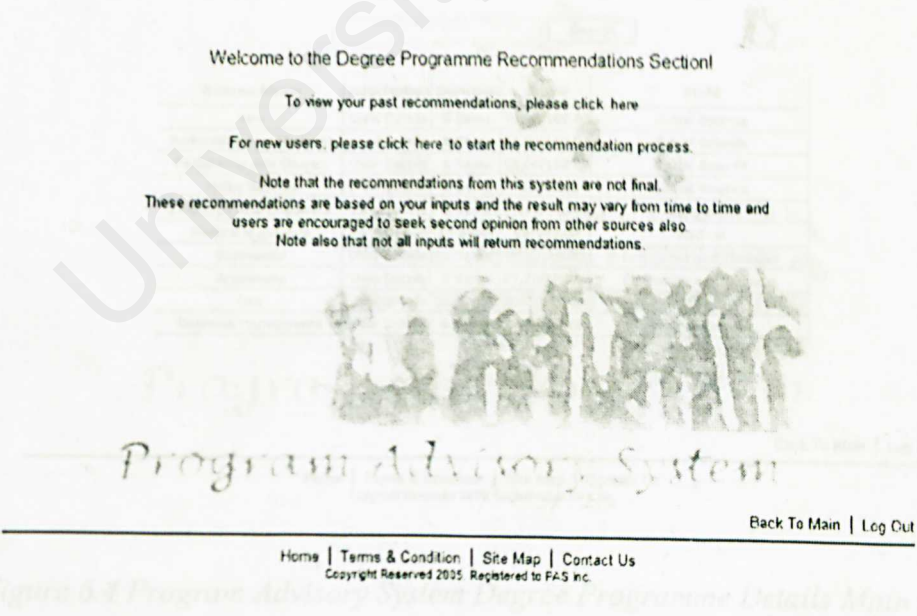 Welcome to the Degree Programme Recommendations Section!
To view your past recommendations, please click here
For new users, please click here to start the recommendation process.
Note that the recommendations from this system are not final.
These recommendations are based on your inputs and the result may vary from time to time and
users are encouraged to seek second opinion from other sources also.
Note also that not all inputs will return recommendations.
Program Advisory System
Back To Main | Log Out
Home | Terms & Condition | Site Map | Contact Us
Copyright Reserved 2005. Registered to PAS Inc.
Figure 6.4 Program Advisory System Degree Programme Details Main